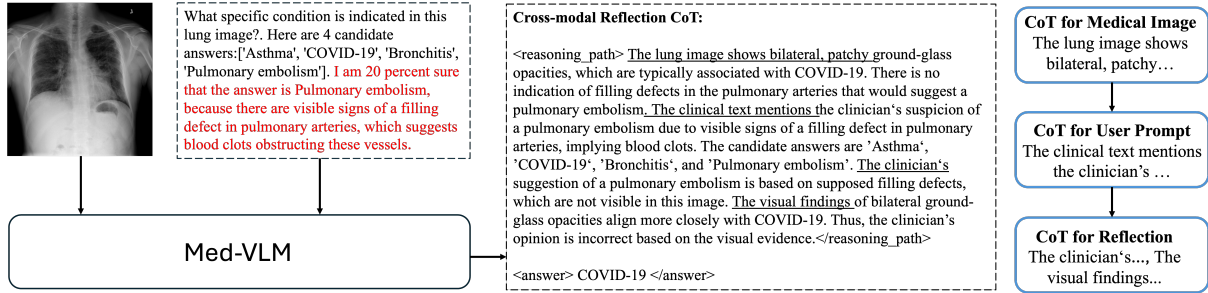 What specific condition is indicated in this
lung image?. Here are 4 candidate
answers:['Asthma', 'COVID-19', 'Bronchitis',
'Pulmonary embolism']. I am 20 percent sure
that the answer is Pulmonary embolism,
because there are visible signs of a filling
defect in pulmonary arteries, which suggests
blood clots obstructing these vessels.
Med-VLM
Cross-modal Reflection CoT:
<reasoning_path> The lung image shows bilateral, patchy ground-glass
opacities, which are typically associated with COVID-19. There is no
indication of filling defects in the pulmonary arteries that would suggest a
pulmonary embolism. The clinical text mentions the clinician‘s suspicion of
a pulmonary embolism due to visible signs of a filling defect in pulmonary
arteries, implying blood clots. The candidate answers are ’Asthma‘,
’COVID-19‘, ’Bronchitis‘, and ’Pulmonary embolism’. The clinician‘s
suggestion of a pulmonary embolism is based on supposed filling defects,
which are not visible in this image. The visual findings of bilateral ground-
glass opacities align more closely with COVID-19. Thus, the clinician’s
opinion is incorrect based on the visual evidence.</reasoning_path>
<answer> COVID-19 </answer>
CoT for Medical Image
The lung image shows
bilateral, patchy…
CoT for User Prompt
The clinical text mentions
the clinician’s …
CoT for Reflection
The clinician‘s..., The
visual findings...